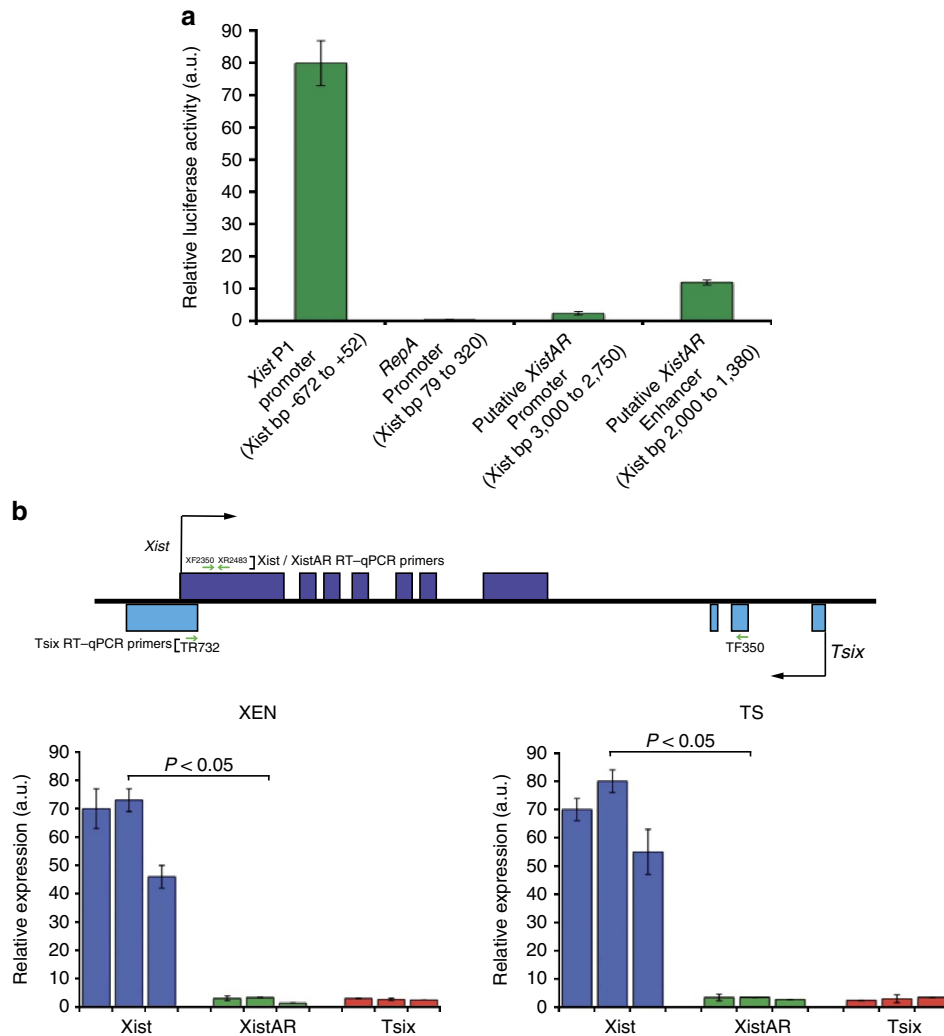 a
90
80
70
60
50
40
30
20
10
0
Relative luciferase activity (a.u.)
Xist P1
promoter
(Xist bp -672 to +52)
RepA
Promoter
(Xist bp 79 to 320)
Putative XistAR
Promoter
(Xist bp 3,000 to 2,750)
Putative XistAR
Enhancer
(Xist bp 2,000 to 1,380)
b
Xist
XF2350 XR2483
Xist / XistAR RT–qPCR primers
Tsix RT–qPCR primers
TR732
TF350
Tsix
XEN
P < 0.05
90
80
70
60
50
40
30
20
10
0
Relative expression (a.u.)
Xist XistAR Tsix
TS
P < 0.05
90
80
70
60
50
40
30
20
10
0
Relative expression (a.u.)
Xist XistAR Tsix